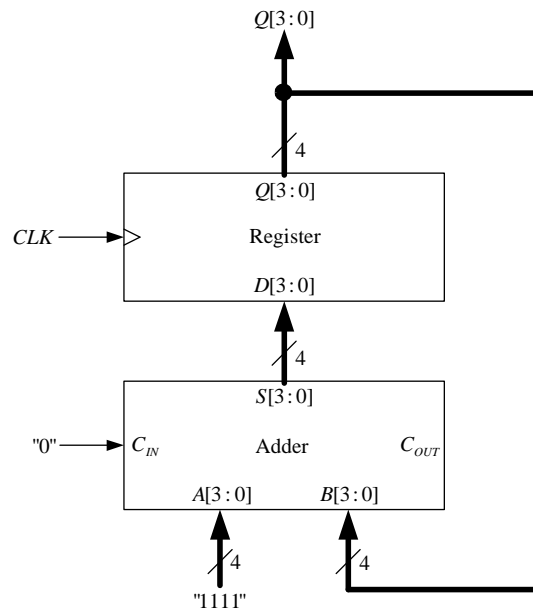 Q[3:0]
4
Q[3:0]
CLK
Register
D[3:0]
4
S[3:0]
"0"
C_IN
Adder
C_OUT
A[3:0]
B[3:0]
4
4
"1111"